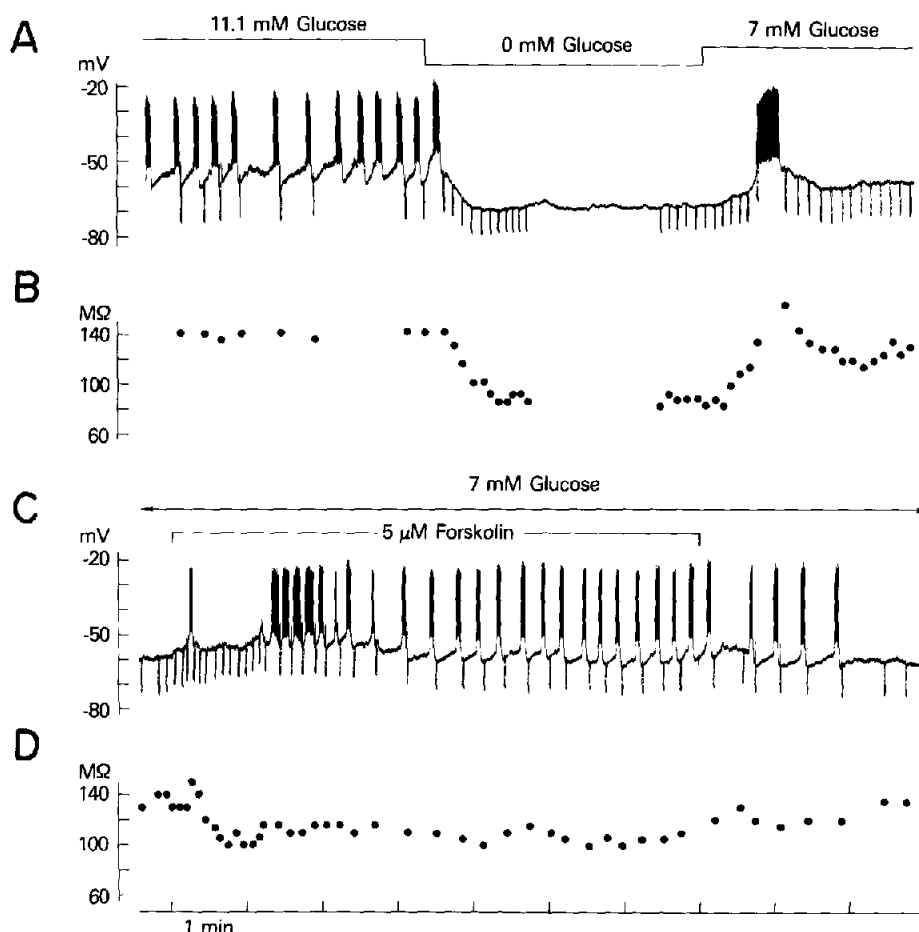 A
11.1 mM Glucose
0 mM Glucose
7 mM Glucose
mV
-20
-50
-80
B
MΩ
140
100
60
C
7 mM Glucose
5 μM Forskolin
mV
-20
-50
-80
D
MΩ
140
100
60
1 min